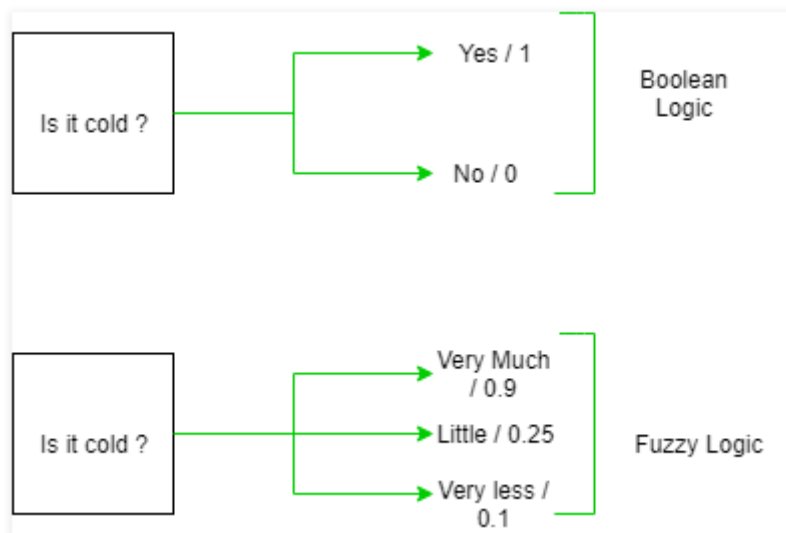 Is it cold ?
Yes / 1
No / 0
Boolean
Logic
Is it cold ?
Very Much
/ 0.9
Little / 0.25
Very less /
0.1
Fuzzy Logic